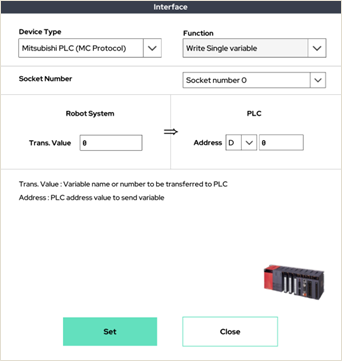 Interface
Device Type
Function
Mitsubishi PLC (MC Protocol)
Write Single variable
Socket Number
Socket number 0
Robot System
PLC
Trans. Value
0
Address
D
0
Trans. Value : Variable name or number to be transferred to PLC
Address : PLC address value to send variable
Set
Close